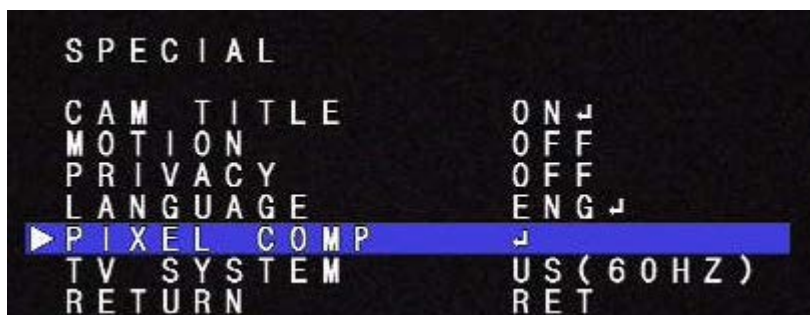 SPECIAL
CAM TITLE ON↲
MOTION OFF
PRIVACY OFF
LANGUAGE ENG↲
▶PIXEL COMP ↲
TV SYSTEM US(60HZ)
RETURN RET